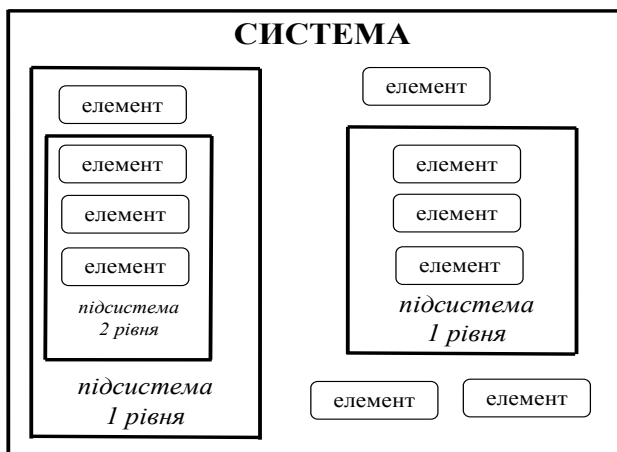 СИСТЕМА
елемент
елемент
елемент
елемент
підсистема
2 рівня
підсистема
1 рівня
елемент
елемент
елемент
елемент
підсистема
1 рівня
елемент
елемент